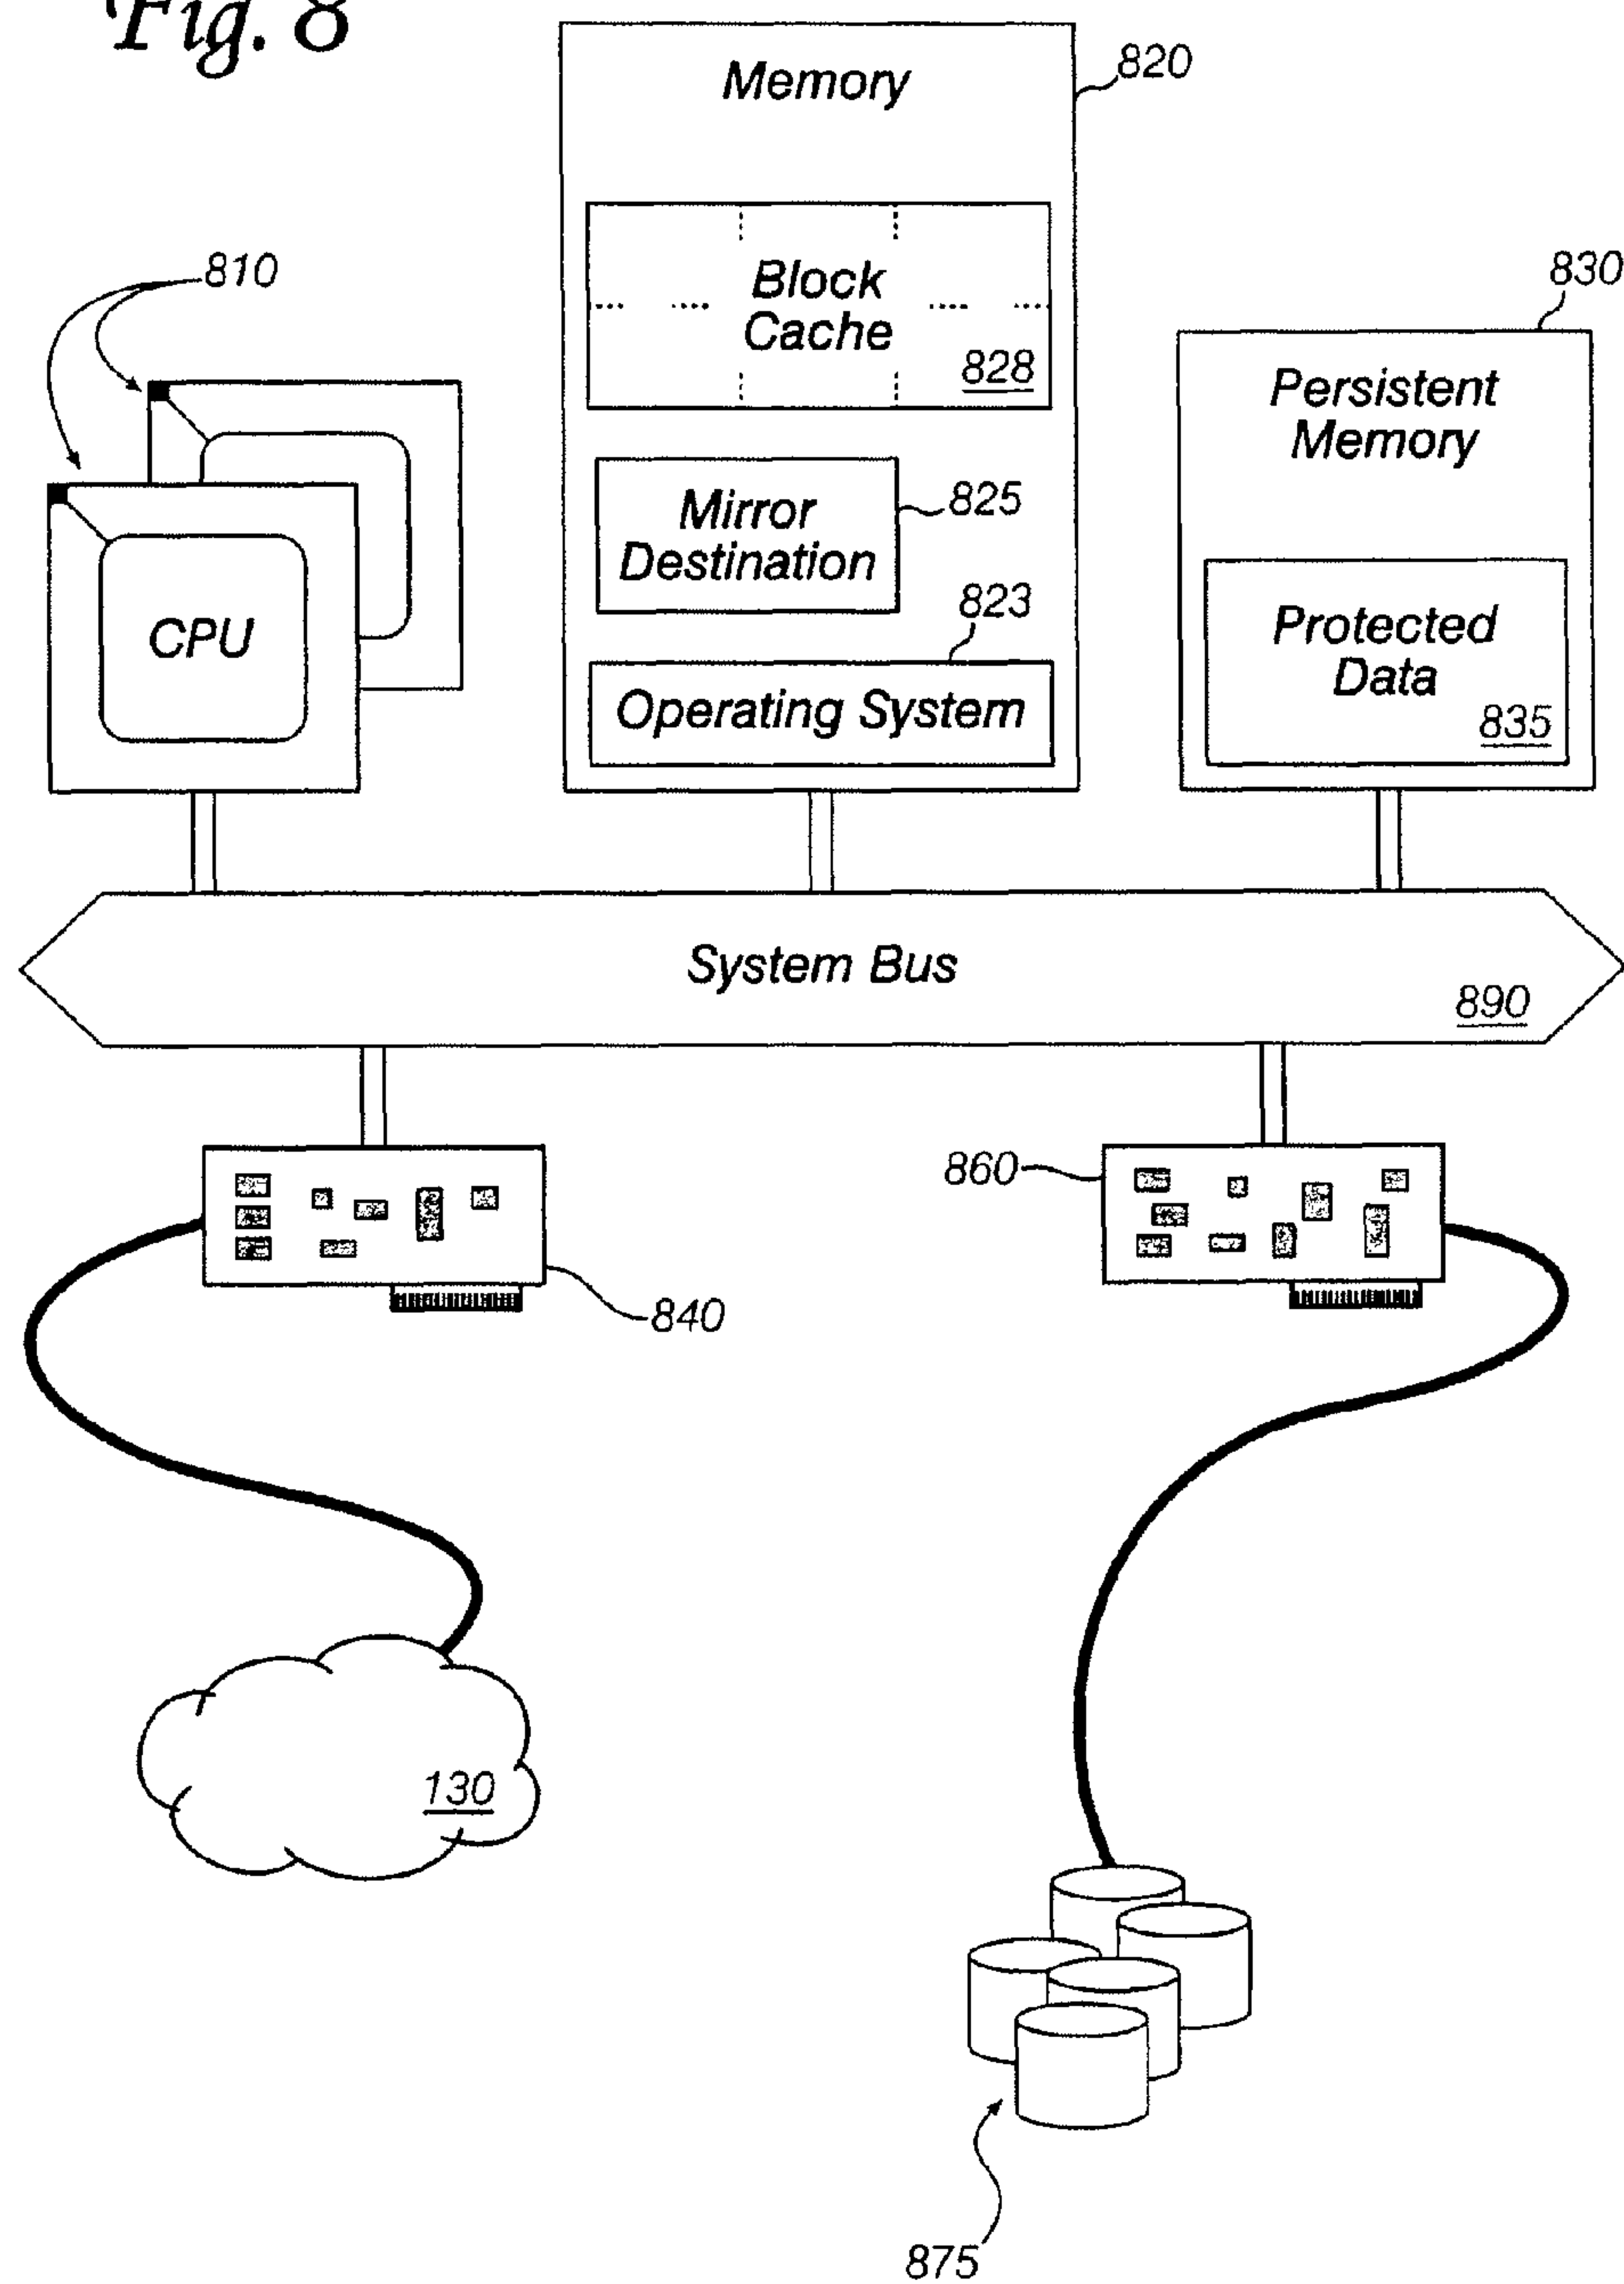 Fig. 8
Memory
820
Block
Cache
828
810
830
Persistent
Memory
Mirror
Destination
825
823
Operating System
CPU
Protected
Data
835
System Bus
890
860
840
130
875